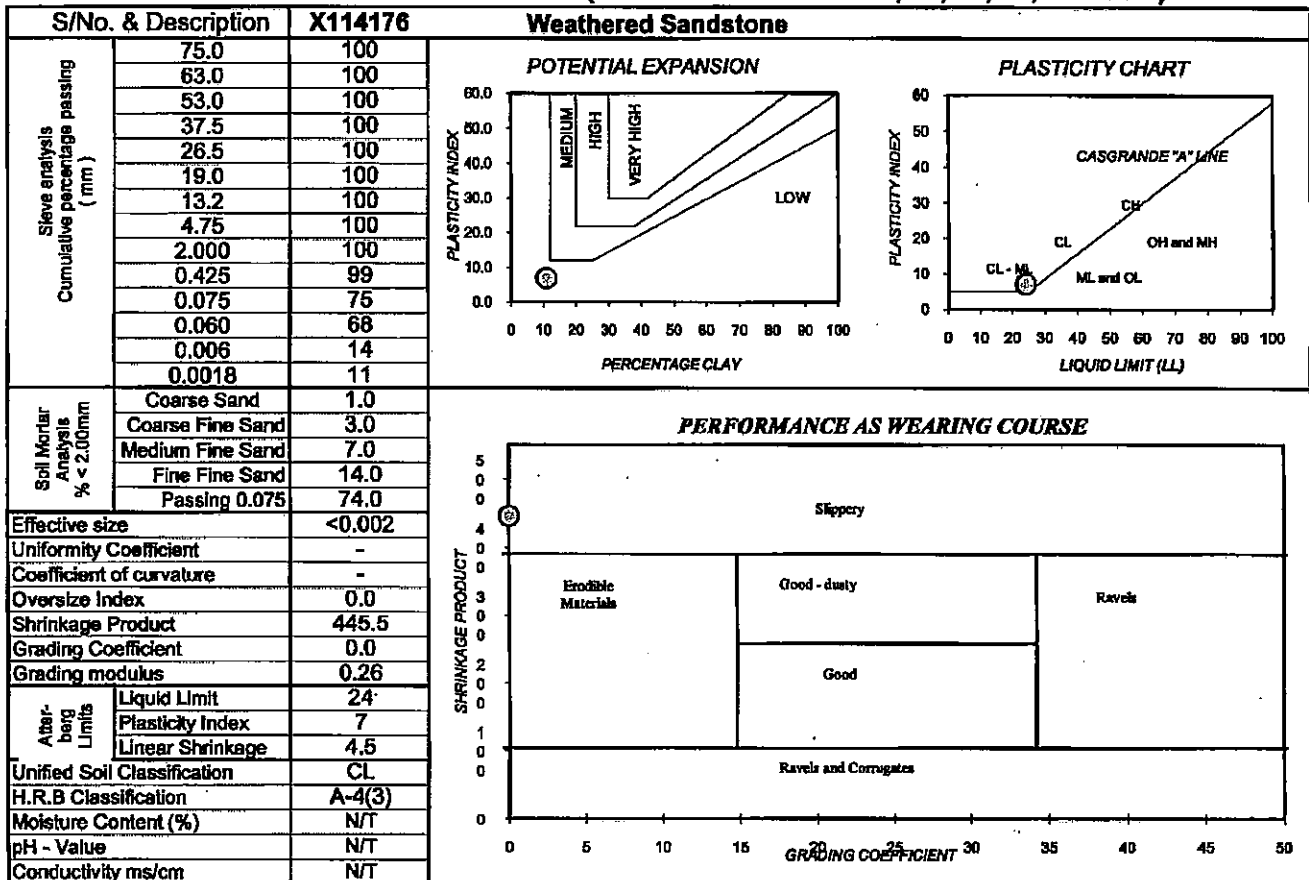 S/No. & Description X114176 Weathered Sandstone
Sieve analysis
Cumulative percentage passing
( mm )
75.0 100
63.0 100
53.0 100
37.5 100
26.5 100
19.0 100
13.2 100
4.75 100
2.000 100
0.425 99
0.075 75
0.060 68
0.006 14
0.0018 11
Soil Mortar
Analysis
% < 2.00mm
Coarse Sand 1.0
Coarse Fine Sand 3.0
Medium Fine Sand 7.0
Fine Fine Sand 14.0
Passing 0.075 74.0
Effective size <0.002
Uniformity Coefficient -
Coefficient of curvature -
Oversize Index 0.0
Shrinkage Product 445.5
Grading Coefficient 0.0
Grading modulus 0.26
Atter-
berg
Limits
Liquid Limit 24
Plasticity Index 7
Linear Shrinkage 4.5
Unified Soil Classification CL
H.R.B Classification A-4(3)
Moisture Content (%) N/T
pH - Value N/T
Conductivity ms/cm N/T
POTENTIAL EXPANSION
PLASTICITY INDEX
60.0
50.0
40.0
30.0
20.0
10.0
0.0
MEDIUM
HIGH
VERY HIGH
LOW
0 10 20 30 40 50 60 70 80 90 100
PERCENTAGE CLAY
PLASTICITY CHART
PLASTICITY INDEX
60
50
40
30
20
10
0
CASGRANDE "A" LINE
CH
CL
OH and MH
CL - ML
ML and OL
0 10 20 30 40 50 60 70 80 90 100
LIQUID LIMIT (LL)
PERFORMANCE AS WEARING COURSE
SHRINKAGE PRODUCT
500
400
300
200
100
0
Slippery
Erodible
Materials
Good - dusty
Ravels
Good
Ravels and Corrugates
0 5 10 15 20 25 30 35 40 45 50
GRADING COEFFICIENT